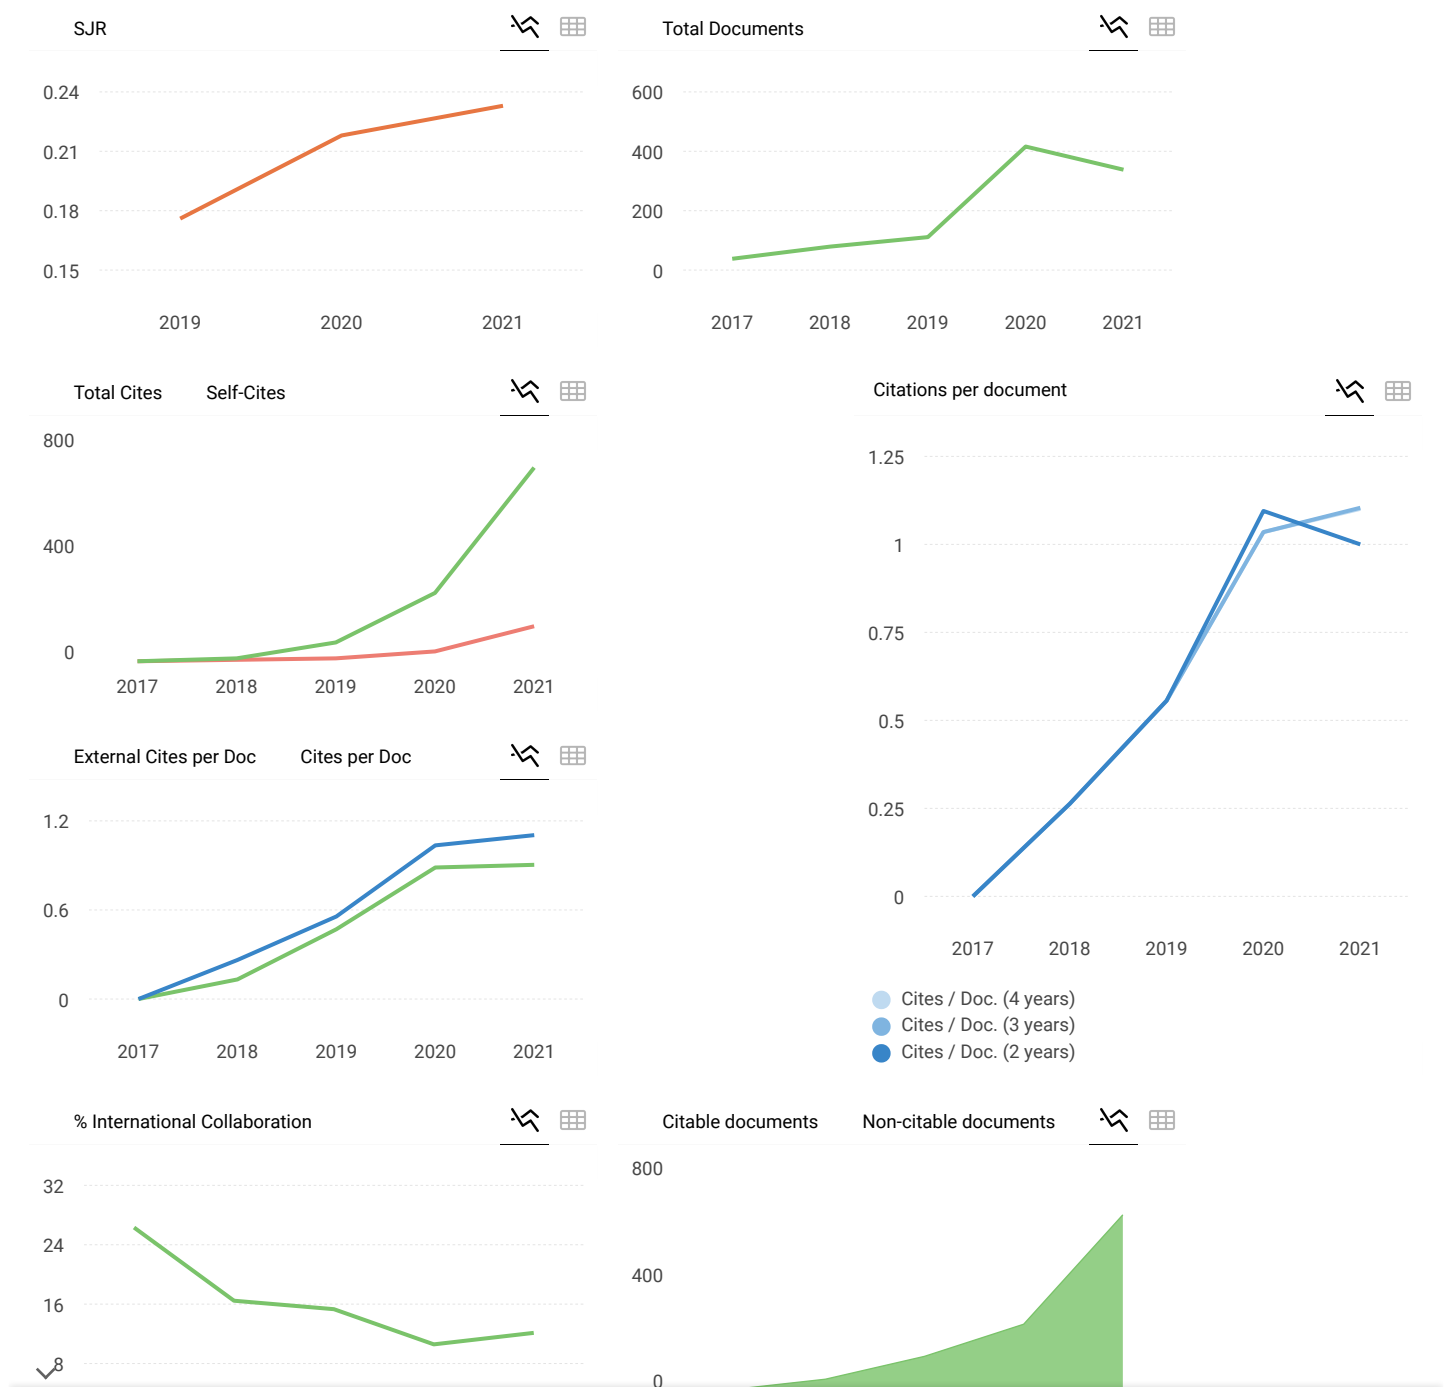 SJR
0.24
0.21
0.18
0.15
2019 2020 2021
Total Documents
600
400
200
0
2017 2018 2019 2020 2021
Total Cites Self-Cites
800
400
0
2017 2018 2019 2020 2021
Citations per document
1.25
1
0.75
0.5
0.25
0
2017 2018 2019 2020 2021
Cites / Doc. (4 years)
Cites / Doc. (3 years)
Cites / Doc. (2 years)
External Cites per Doc Cites per Doc
1.2
0.6
0
2017 2018 2019 2020 2021
% International Collaboration
32
24
16
8
Citable documents Non-citable documents
800
400
0